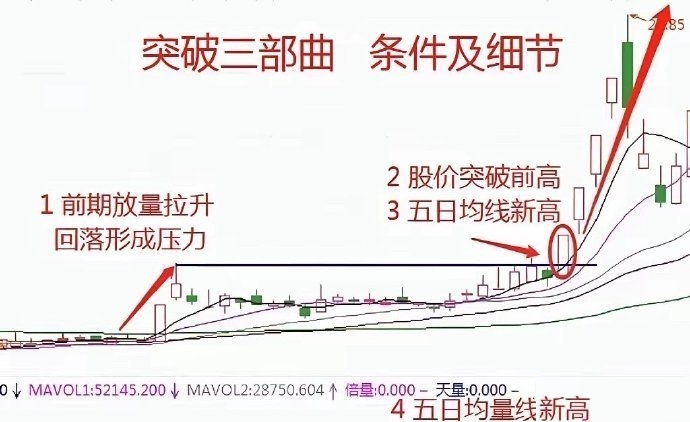 突破三部曲 条件及细节
.85
1 前期放量拉升
回落形成压力
2 股价突破前高
3 五日均线新高
0↓ MAVOL1:52145.200↓ MAVOL2:28750.604↑ 倍量:0.000 － 天量:0.000 －
4 五日均量线新高